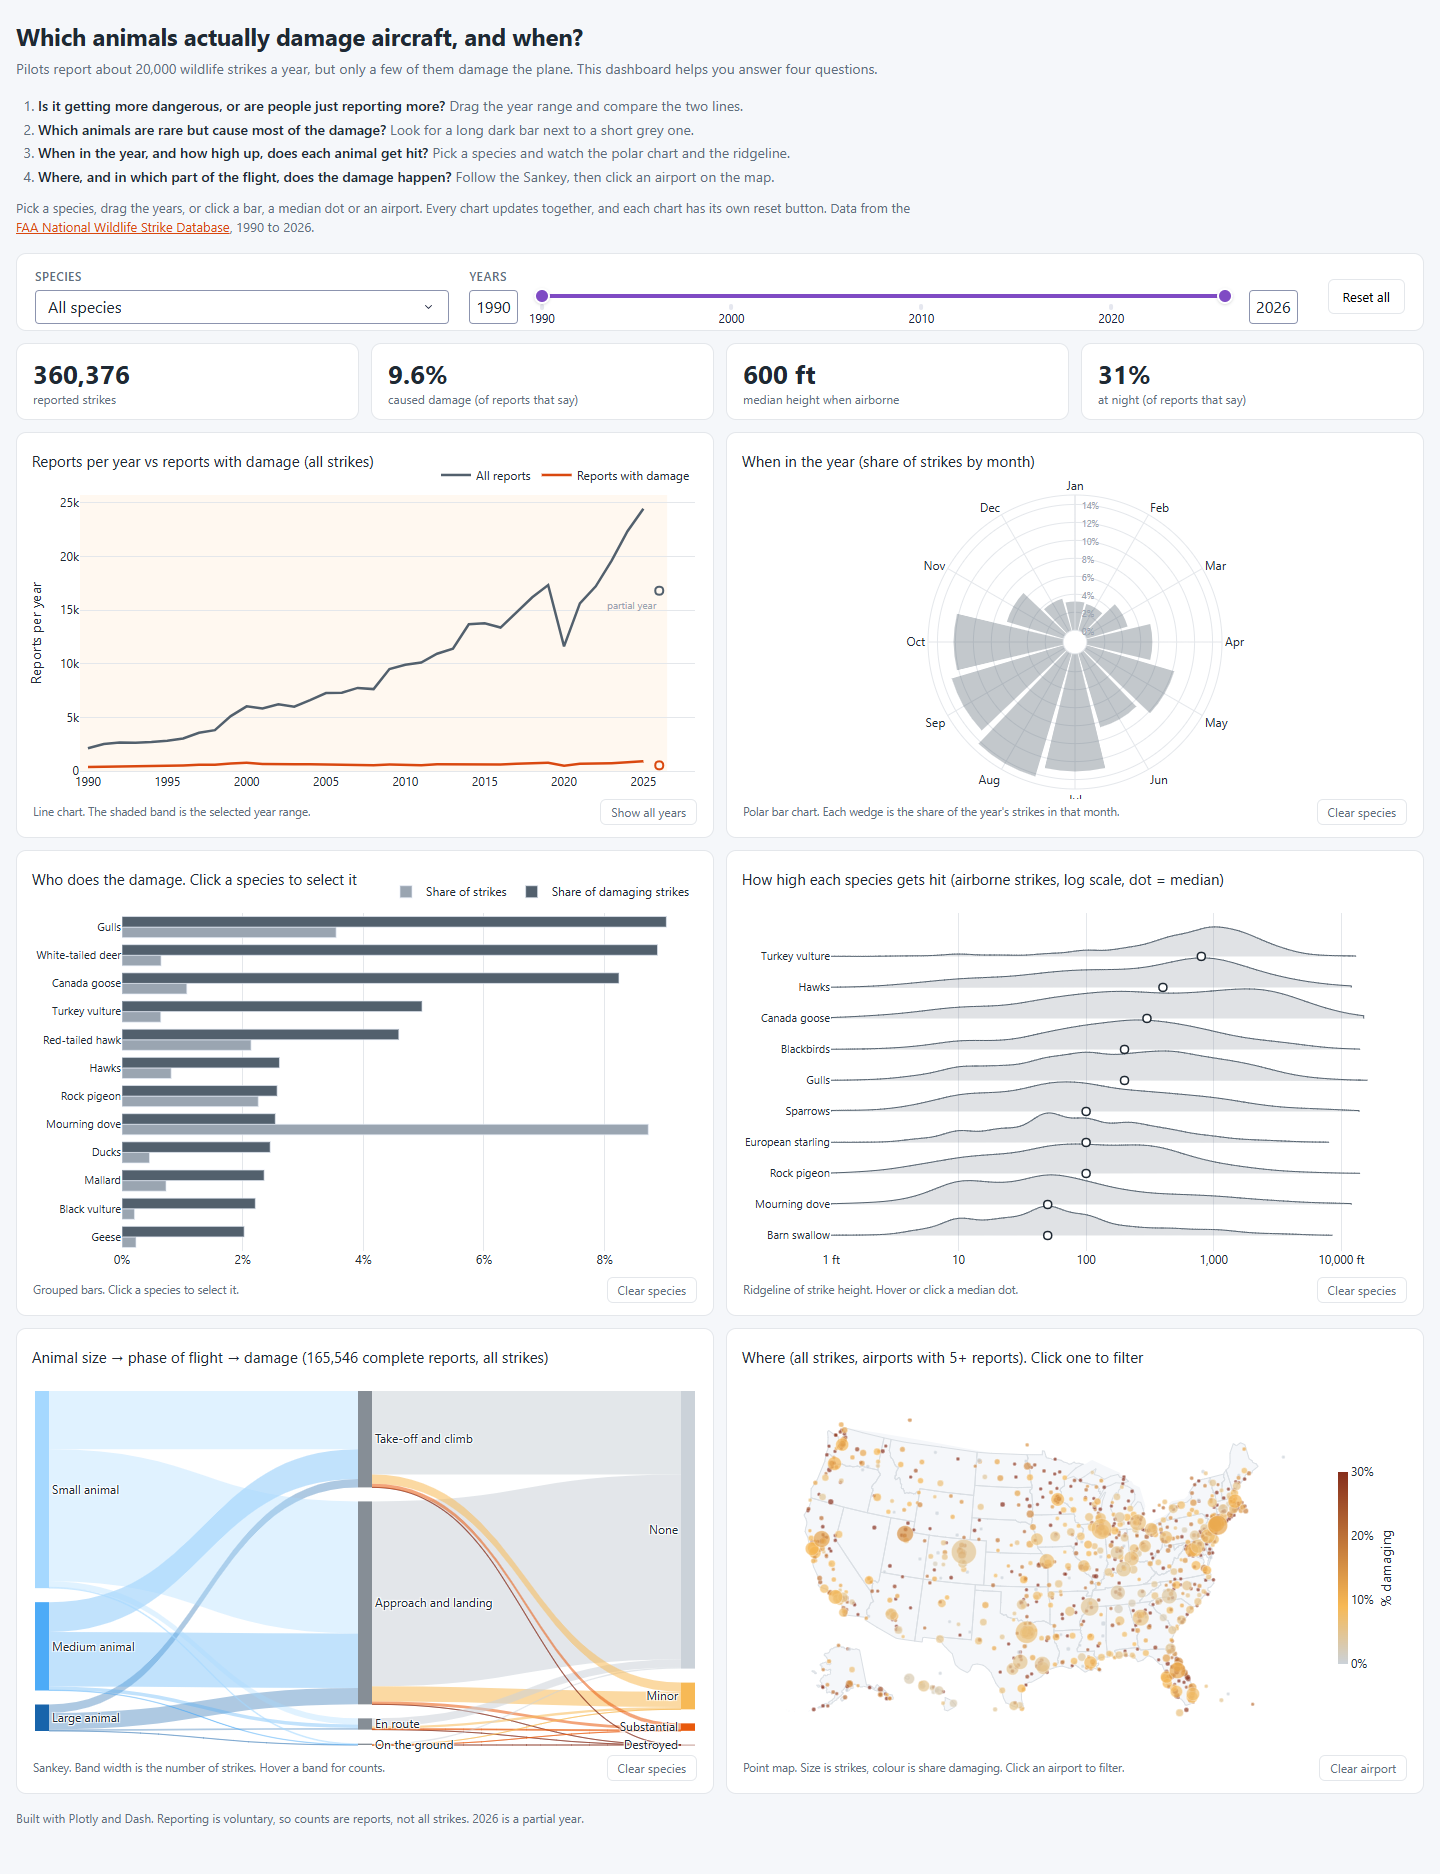 Which animals actually damage aircraft, and when?
Pilots report about 20,000 wildlife strikes a year, but only a few of them damage the plane. This dashboard helps you answer four questions.
1. Is it getting more dangerous, or are people just reporting more? Drag the year range and compare the two lines.
2. Which animals are rare but cause most of the damage? Look for a long dark bar next to a short grey one.
3. When in the year, and how high up, does each animal get hit? Pick a species and watch the polar chart and the ridgeline.
4. Where, and in which part of the flight, does the damage happen? Follow the Sankey, then click an airport on the map.
Pick a species, drag the years, or click a bar, a median dot or an airport. Every chart updates together, and each chart has its own reset button. Data from the
FAA National Wildlife Strike Database, 1990 to 2026.
SPECIES
All species
YEARS
1990
1990
2000
2010
2020
2026
Reset all
360,376
reported strikes
9.6%
caused damage (of reports that say)
600 ft
median height when airborne
31%
at night (of reports that say)
Reports per year vs reports with damage (all strikes)
All reports
Reports with damage
Reports per year
25k
20k
15k
10k
5k
0
partial year
1990
1995
2000
2005
2010
2015
2020
2025
Line chart. The shaded band is the selected year range.
Show all years
When in the year (share of strikes by month)
Jan
Feb
Mar
Apr
May
Jun
Jul
Aug
Sep
Oct
Nov
Dec
14%
12%
10%
8%
6%
4%
2%
0%
Polar bar chart. Each wedge is the share of the year's strikes in that month.
Clear species
Who does the damage. Click a species to select it
Share of strikes
Share of damaging strikes
Gulls
White-tailed deer
Canada goose
Turkey vulture
Red-tailed hawk
Hawks
Rock pigeon
Mourning dove
Ducks
Mallard
Black vulture
Geese
0%
2%
4%
6%
8%
Grouped bars. Click a species to select it.
Clear species
How high each species gets hit (airborne strikes, log scale, dot = median)
Turkey vulture
Hawks
Canada goose
Blackbirds
Gulls
Sparrows
European starling
Rock pigeon
Mourning dove
Barn swallow
1 ft
10
100
1,000
10,000 ft
Ridgeline of strike height. Hover or click a median dot.
Clear species
Animal size → phase of flight → damage (165,546 complete reports, all strikes)
Small animal
Medium animal
Large animal
Take-off and climb
Approach and landing
En route
On the ground
None
Minor
Substantial
Destroyed
Sankey. Band width is the number of strikes. Hover a band for counts.
Clear species
Where (all strikes, airports with 5+ reports). Click one to filter
30%
20%
10%
0%
% damaging
Point map. Size is strikes, colour is share damaging. Click an airport to filter.
Clear airport
Built with Plotly and Dash. Reporting is voluntary, so counts are reports, not all strikes. 2026 is a partial year.